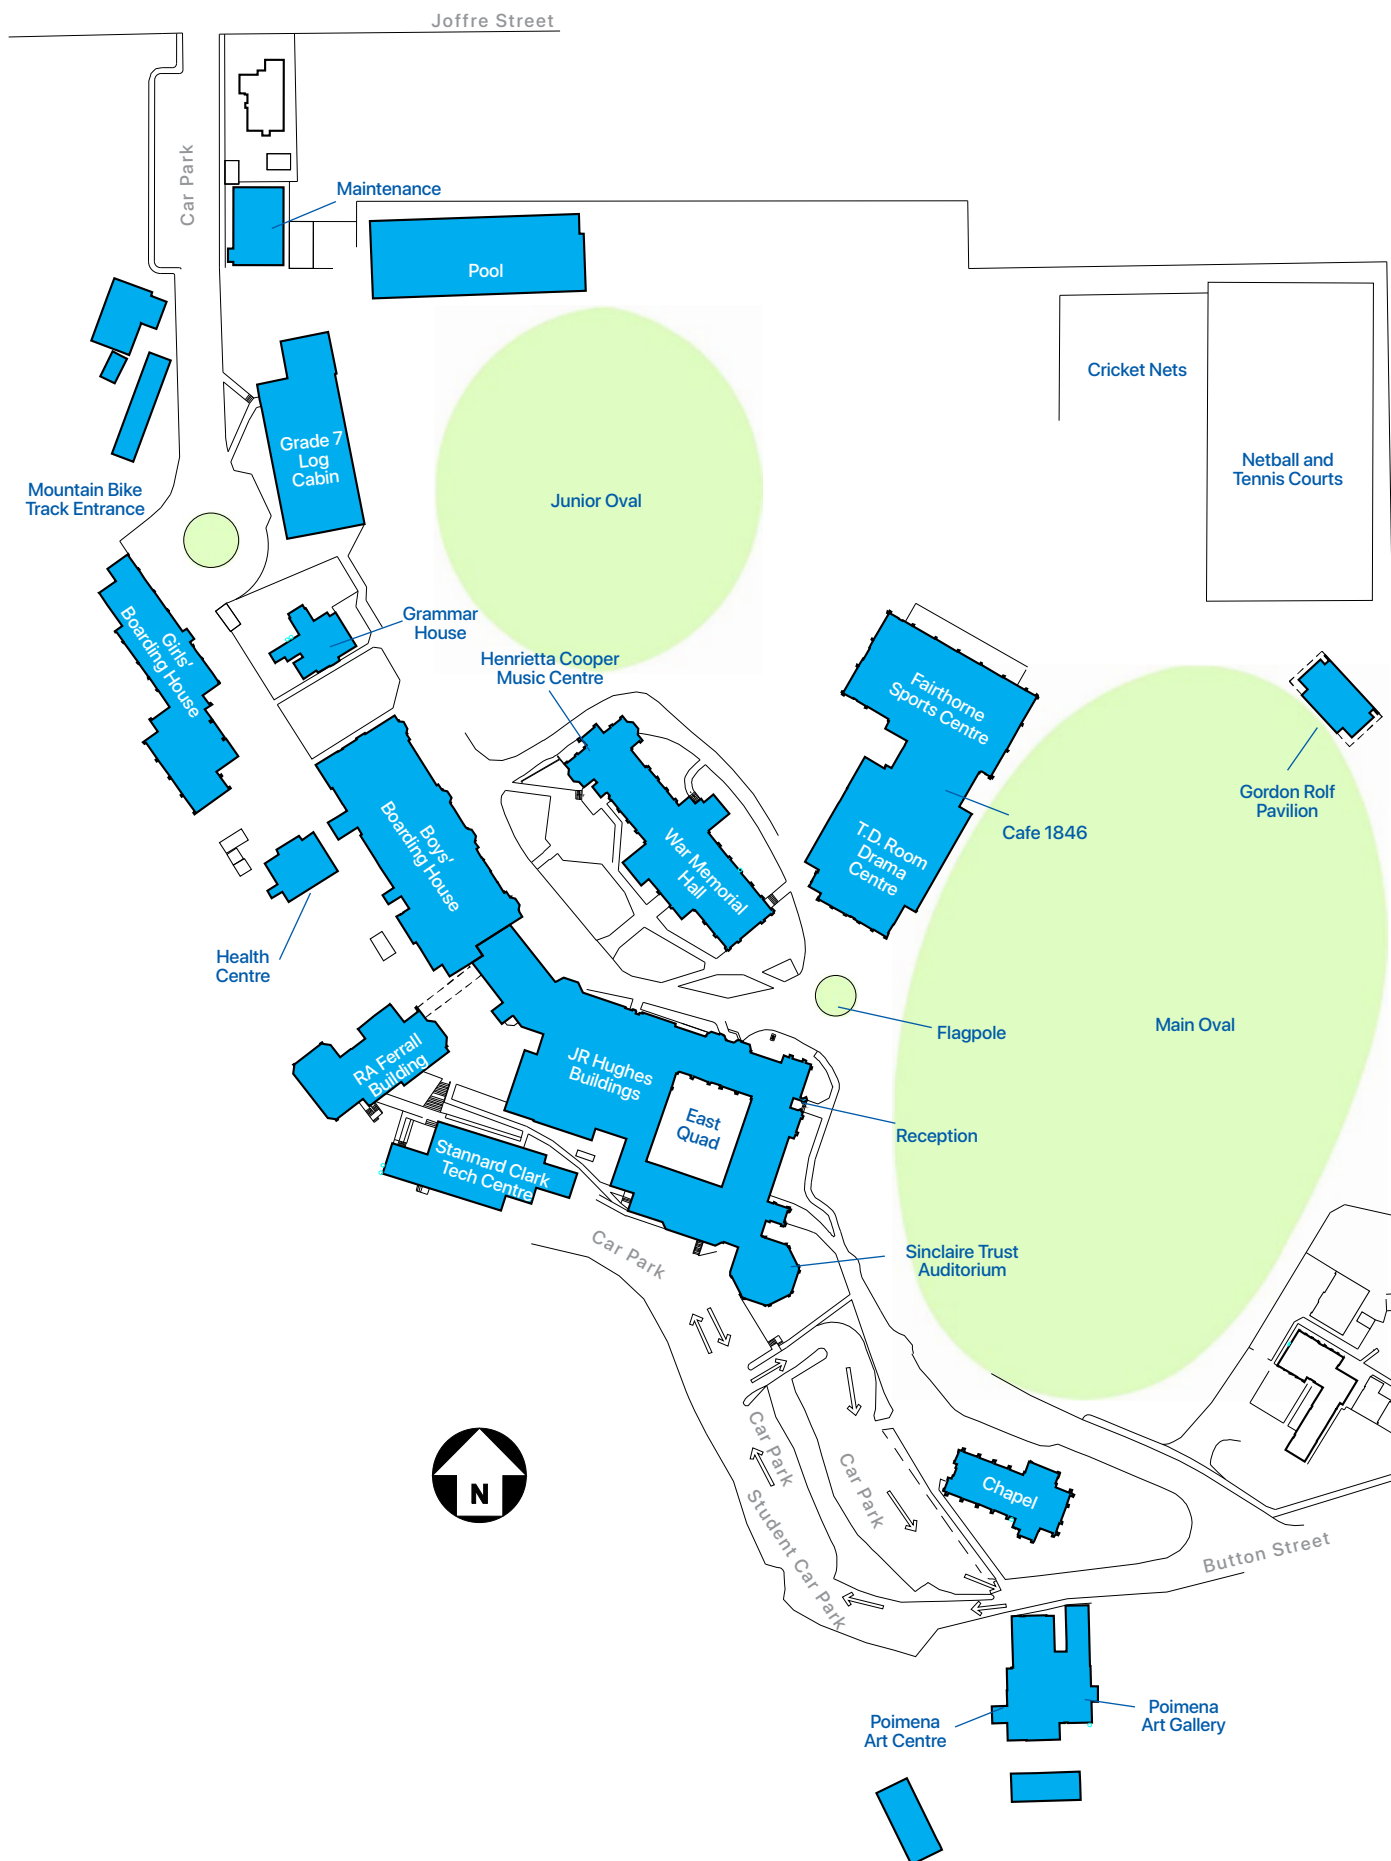 Joffre Street
Car Park
Maintenance
Pool
Cricket Nets
Grade 7
Log
Cabin
Netball and
Tennis Courts
Mountain Bike
Track Entrance
Junior Oval
Girls'
Boarding House
Grammar
House
Henrietta Cooper
Music Centre
Fairthorne
Sports Centre
Gordon Rolf
Pavilion
Cafe 1846
T.D. Room
Drama
Centre
Boys'
Boarding House
War Memorial
Hall
Health
Centre
Flagpole
Main Oval
RA Ferrall
Building
JR Hughes
Buildings
East
Quad
Reception
Stannard Clark
Tech Centre
Car Park
Sinclaire Trust
Auditorium
Car Park
Car Park
Student Car Park
N
Chapel
Button Street
Poimena
Art Centre
Poimena
Art Gallery